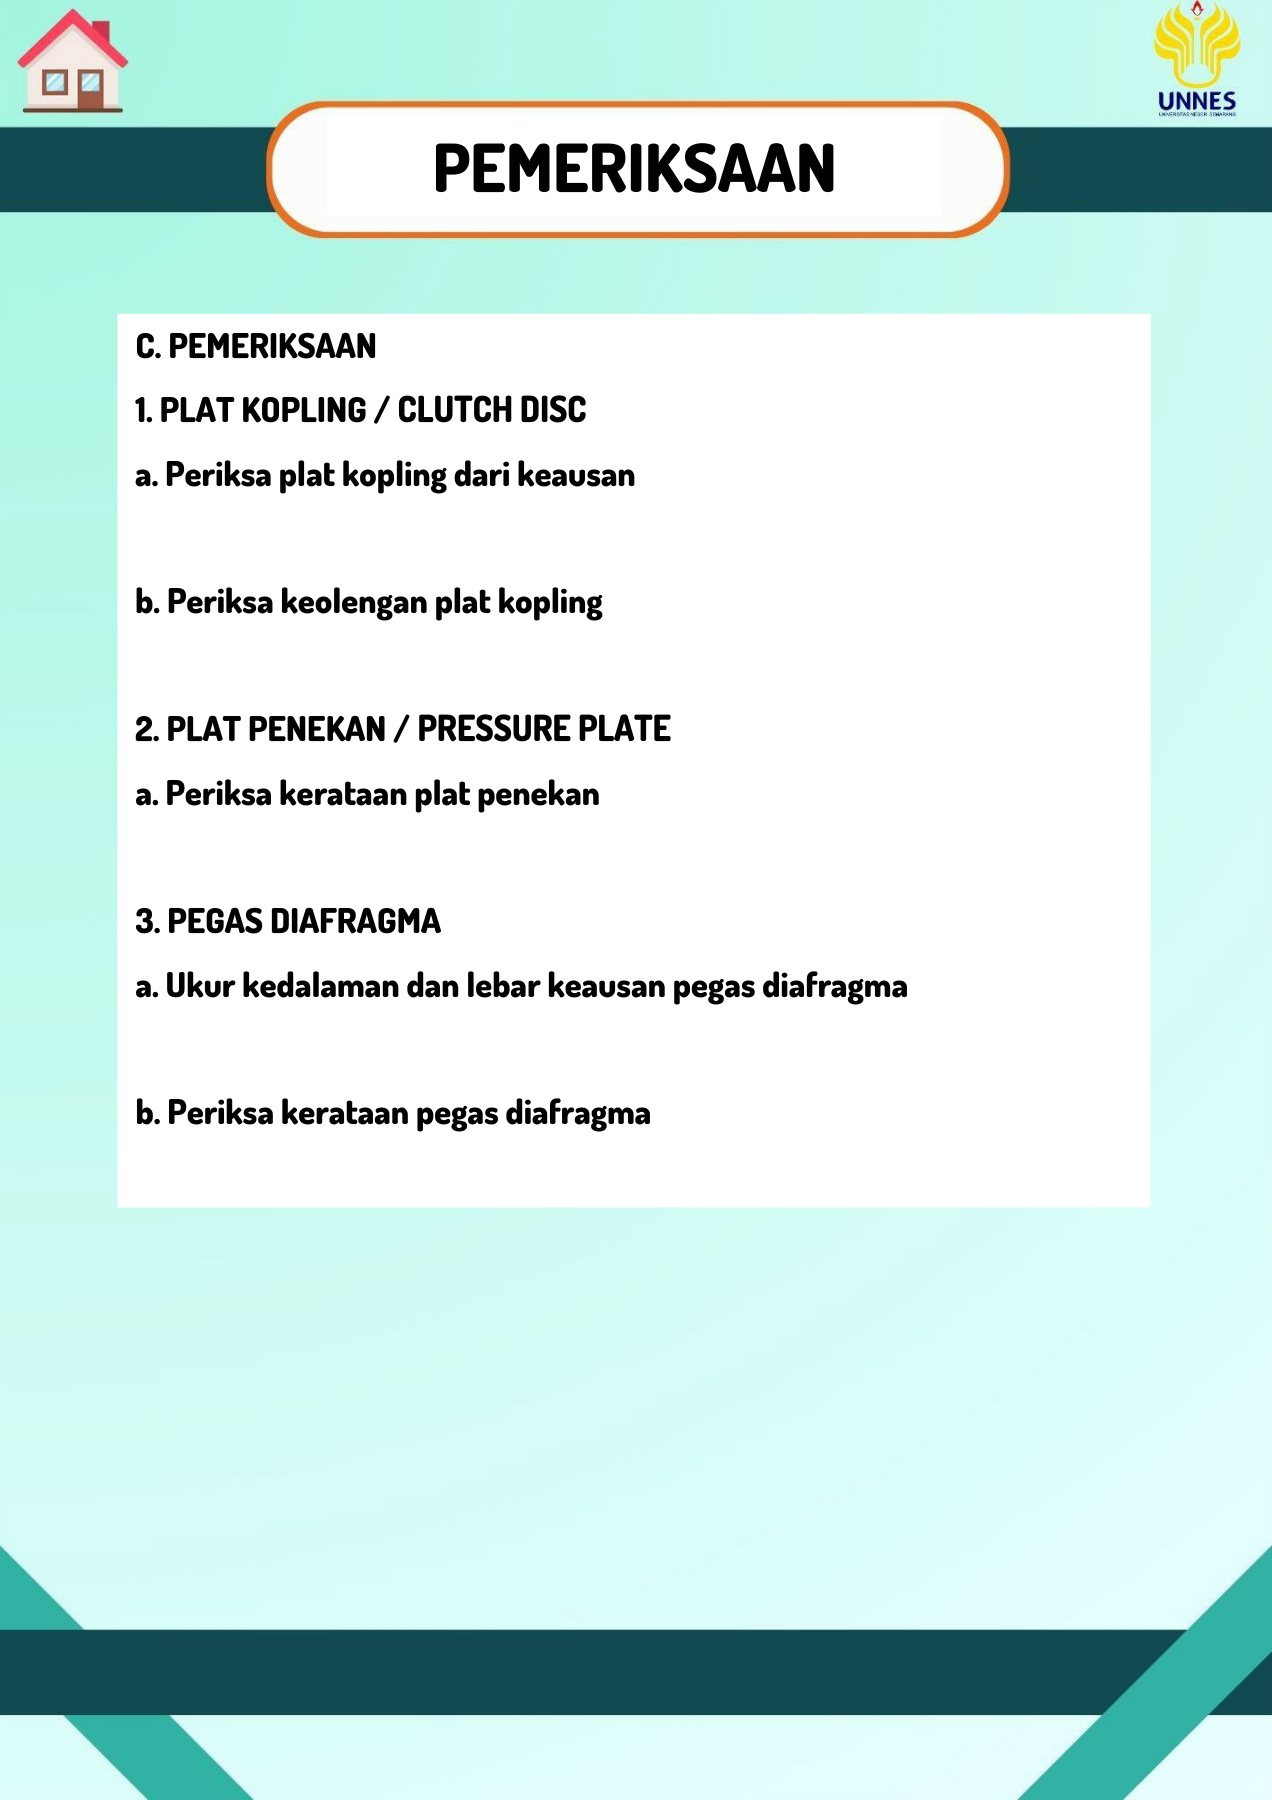 UNNES
UNIVERSITAS NEGERI SEMARANG
PEMERIKSAAN
C. PEMERIKSAAN
1. PLAT KOPLING / CLUTCH DISC
a. Periksa plat kopling dari keausan
b. Periksa keolengan plat kopling
2. PLAT PENEKAN / PRESSURE PLATE
a. Periksa kerataan plat penekan
3. PEGAS DIAFRAGMA
a. Ukur kedalaman dan lebar keausan pegas diafragma
b. Periksa kerataan pegas diafragma